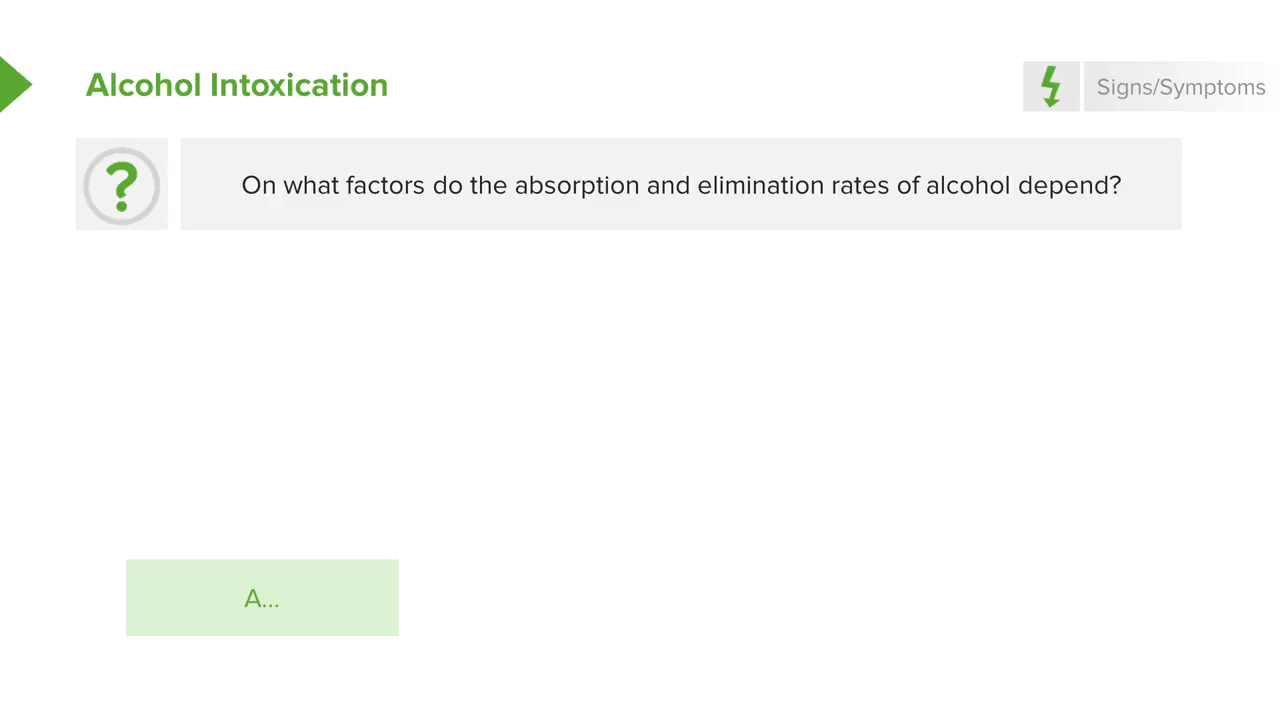 Alcohol Intoxication
Signs/Symptoms
?
On what factors do the absorption and elimination rates of alcohol depend?
A...